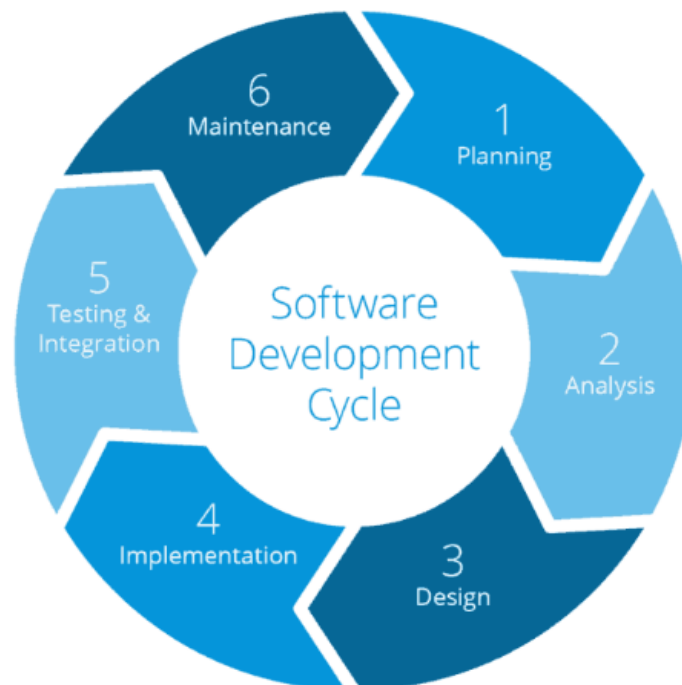 Software
Development
Cycle
1
Planning
2
Analysis
3
Design
4
Implementation
5
Testing &
Integration
6
Maintenance